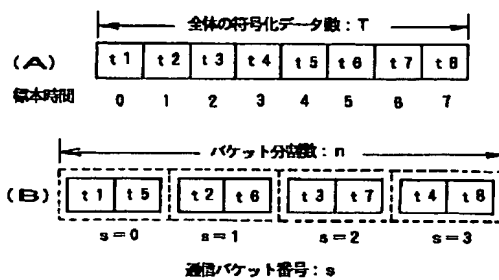 全体の符号化データ数：T
(A) t1 t2 t3 t4 t5 t6 t7 t8
標本時間 0 1 2 3 4 5 6 7
パケット分割数：n
(B) t1 t5 t2 t6 t3 t7 t4 t8
s=0 s=1 s=2 s=3
通信パケット番号：s